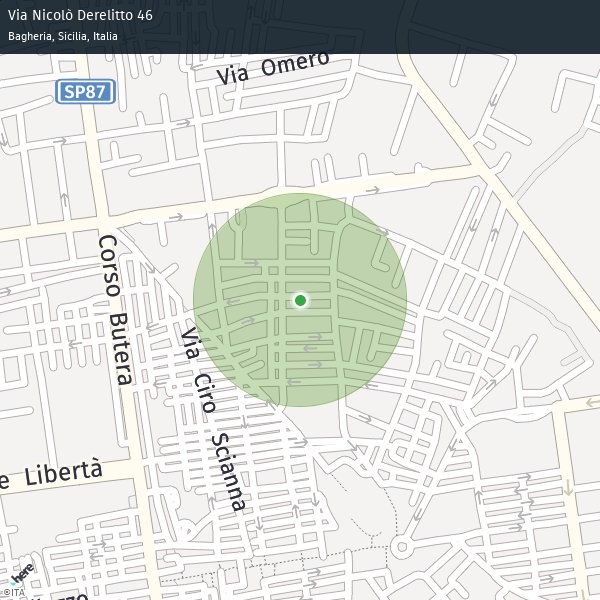 Via Nicolò Derelitto 46
Bagheria, Sicilia, Italia
Via Omero
SP87
Corso Butera
Via Ciro Scianna
e Libertà
here
©ITA